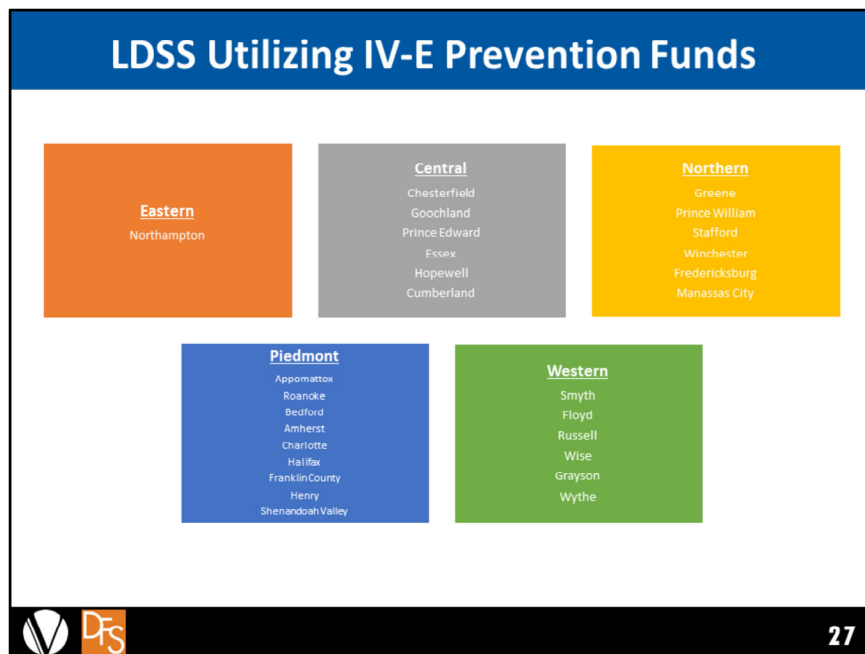 LDSS Utilizing IV-E Prevention Funds
Eastern
Northampton
Central
Chesterfield
Goochland
Prince Edward
Essex
Hopewell
Cumberland
Northern
Greene
Prince William
Stafford
Winchester
Fredericksburg
Manassas City
Piedmont
Appomattox
Roanoke
Bedford
Amherst
Charlotte
Halifax
Franklin County
Henry
Shenandoah Valley
Western
Smyth
Floyd
Russell
Wise
Grayson
Wythe
DFS
27